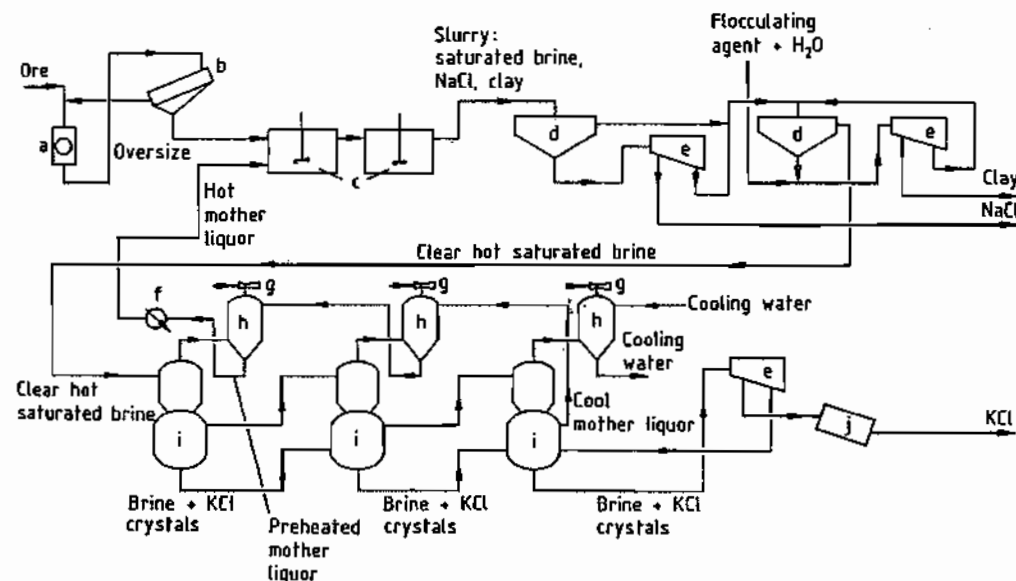 Slurry:
saturated brine,
NaCl, clay
Flocculating
agent + H₂O
Ore
b
a
Oversize
c
d
e
d
e
Clay
NaCl
Hot
mother
liquor
Clear hot saturated brine
f
g
g
g
h
h
h
Cooling water
Cooling
water
Clear hot
saturated brine
i
i
i
Cool
mother liquor
e
j
KCl
Brine + KCl
crystals
Brine + KCl
crystals
Brine + KCl
crystals
Preheated
mother
liquor